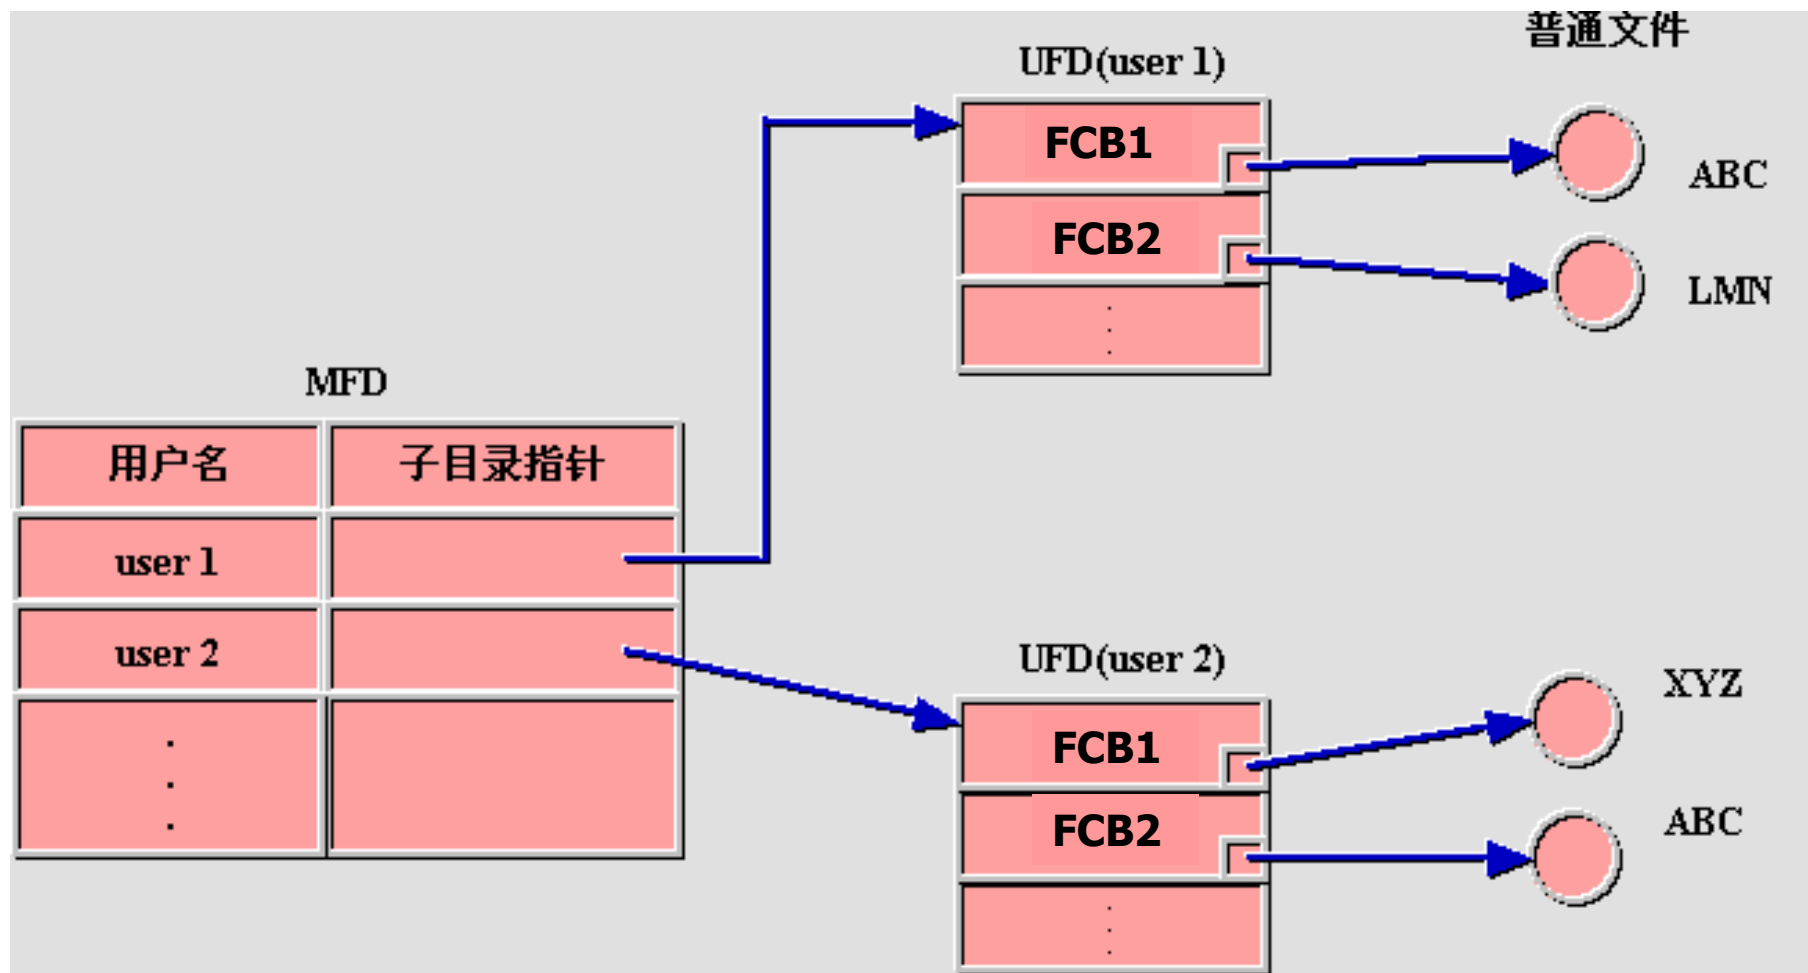 普通文件
UFD(user 1)
FCB1
ABC
FCB2
LMN
MFD
用户名 子目录指针
user 1
user 2
UFD(user 2)
XYZ
FCB1
ABC
FCB2